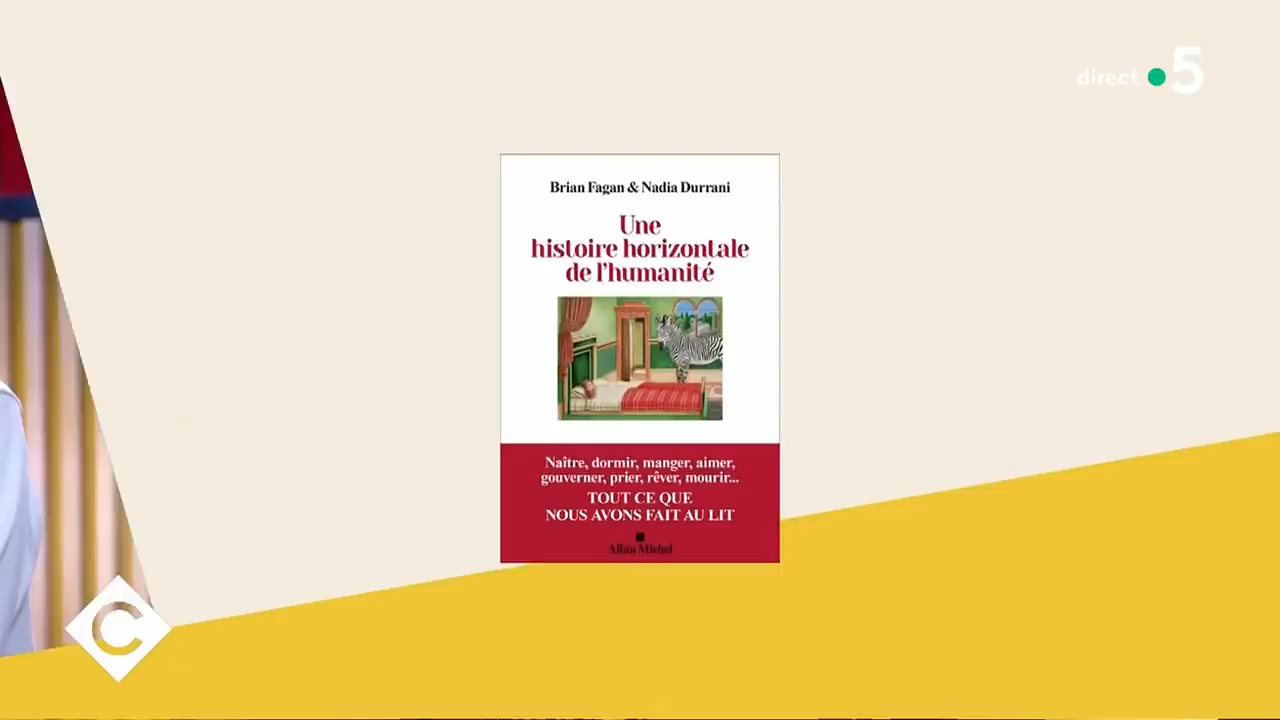 direct 5
Brian Fagan & Nadia Durrani
Une
histoire horizontale
de l'humanité
Naître, dormir, manger, aimer,
gouverner, prier, rêver, mourir...
TOUT CE QUE
NOUS AVONS FAIT AU LIT
Albin Michel
C